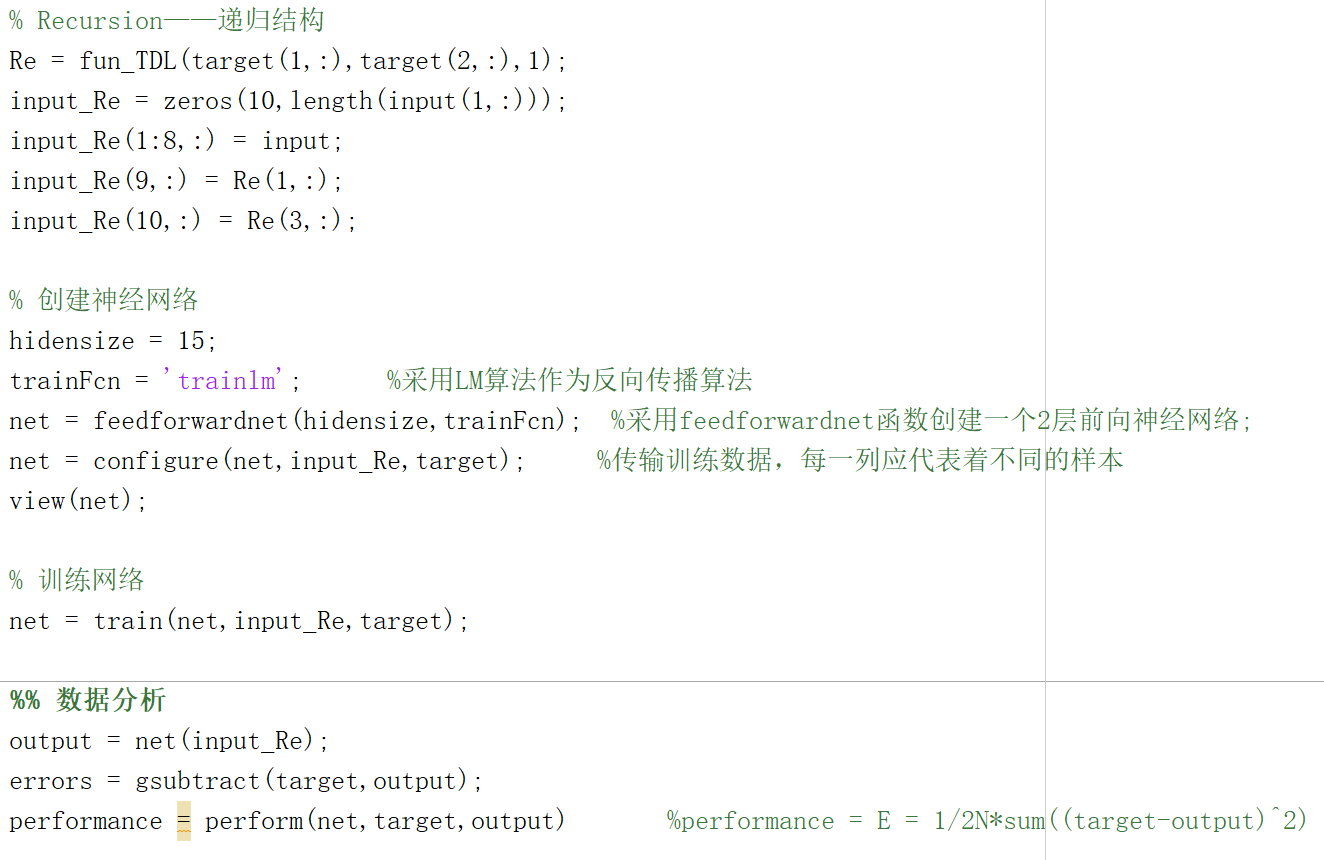 % Recursion——递归结构
Re = fun_TDL(target(1,:),target(2,:),1);
input_Re = zeros(10,length(input(1,:)));
input_Re(1:8,:) = input;
input_Re(9,:) = Re(1,:);
input_Re(10,:) = Re(3,:);
% 创建神经网络
hidensize = 15;
trainFcn = 'trainlm';      %采用LM算法作为反向传播算法
net = feedforwardnet(hidensize,trainFcn);  %采用feedforwardnet函数创建一个2层前向神经网络;
net = configure(net,input_Re,target);     %传输训练数据，每一列应代表着不同的样本
view(net);
% 训练网络
net = train(net,input_Re,target);
%% 数据分析
output = net(input_Re);
errors = gsubtract(target,output);
performance = perform(net,target,output)       %performance = E = 1/2N*sum((target-output)^2)